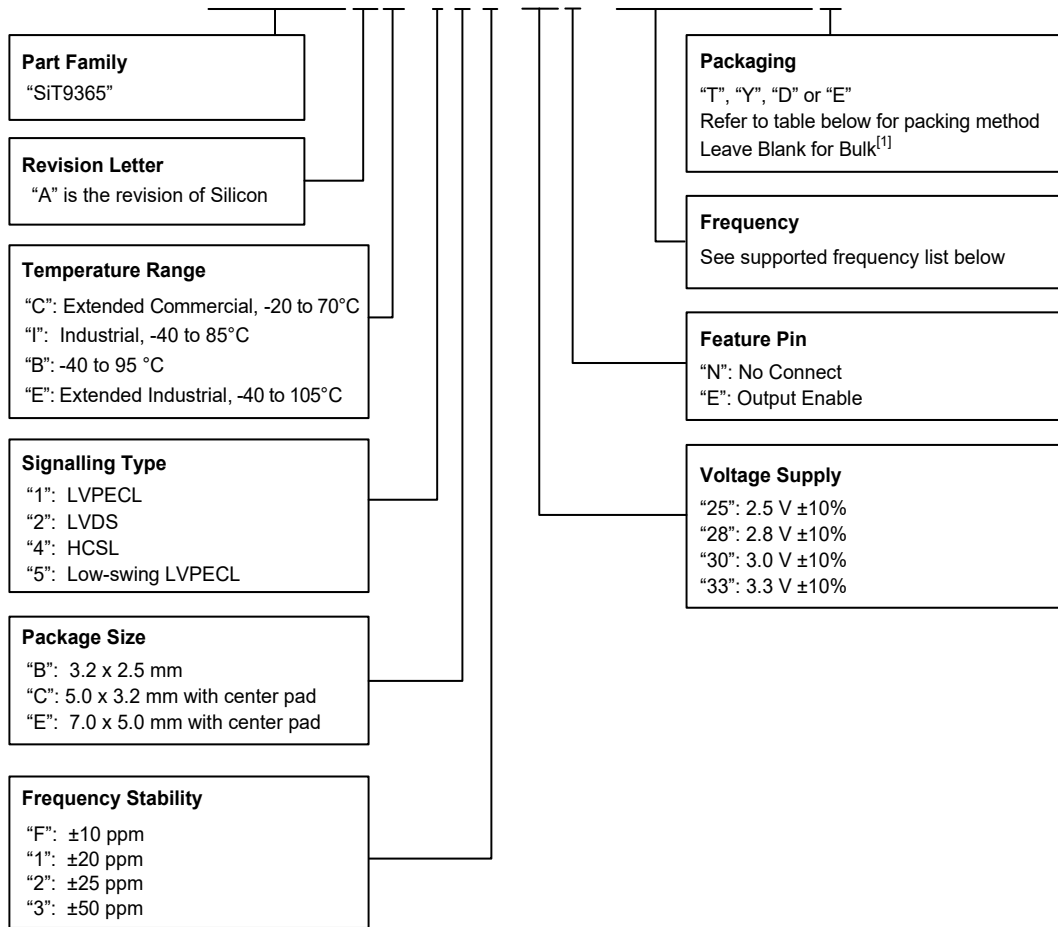 Part Family
“SiT9365”
Revision Letter
“A” is the revision of Silicon
Temperature Range
“C”: Extended Commercial, -20 to 70°C
“I”: Industrial, -40 to 85°C
“B”: -40 to 95 °C
“E”: Extended Industrial, -40 to 105°C
Signalling Type
“1”: LVPECL
“2”: LVDS
“4”: HCSL
“5”: Low-swing LVPECL
Package Size
“B”: 3.2 x 2.5 mm
“C”: 5.0 x 3.2 mm with center pad
“E”: 7.0 x 5.0 mm with center pad
Frequency Stability
“F”: ±10 ppm
“1”: ±20 ppm
“2”: ±25 ppm
“3”: ±50 ppm
Packaging
“T”, “Y”, “D” or “E”
Refer to table below for packing method
Leave Blank for Bulk[1]
Frequency
See supported frequency list below
Feature Pin
“N”: No Connect
“E”: Output Enable
Voltage Supply
“25”: 2.5 V ±10%
“28”: 2.8 V ±10%
“30”: 3.0 V ±10%
“33”: 3.3 V ±10%